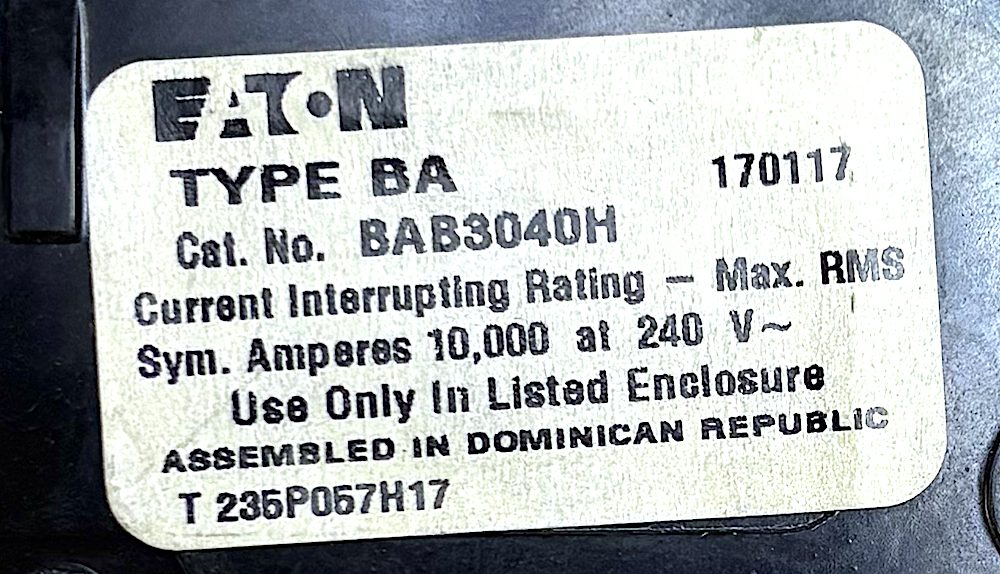 EATON
TYPE BA 170117
Cat. No. BAB3040H
Current Interrupting Rating – Max. RMS
Sym. Amperes 10,000 at 240 V~
Use Only In Listed Enclosure
ASSEMBLED IN DOMINICAN REPUBLIC
T 235P057H17